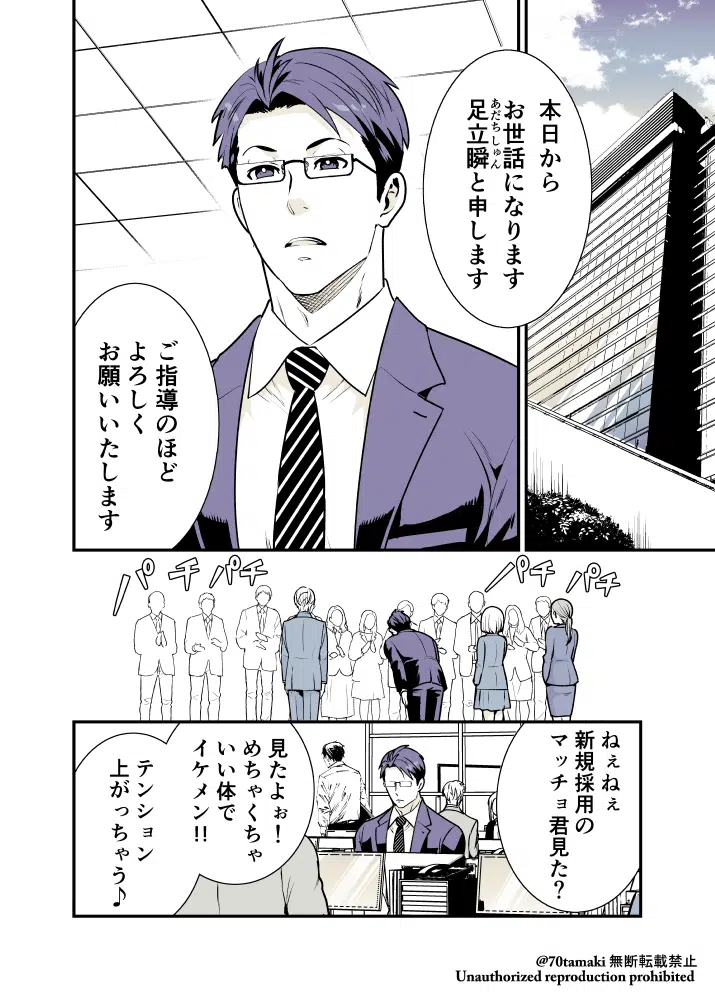 本日から
お世話になります
足立瞬と申します
あだちしゅん
ご指導のほど
よろしく
お願いいたします
パチ
パチ
パチ
パチ
ねぇねぇ
新規採用の
マッチョ君見た?
見たよぉ!
めちゃくちゃ
いい体で
イケメン!!
テンション
上がっちゃう♪
@70tamaki 無断転載禁止
Unauthorized reproduction prohibited